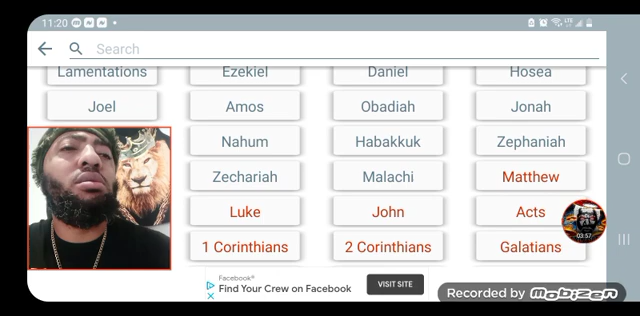 11:20
LTE
Search
Lamentations Ezekiel Daniel Hosea
Joel Amos Obadiah Jonah
Nahum Habakkuk Zephaniah
Zechariah Malachi Matthew
Luke John Acts
03:57
1 Corinthians 2 Corinthians Galatians
Facebook®
Find Your Crew on Facebook
VISIT SITE
Recorded by Mobizen